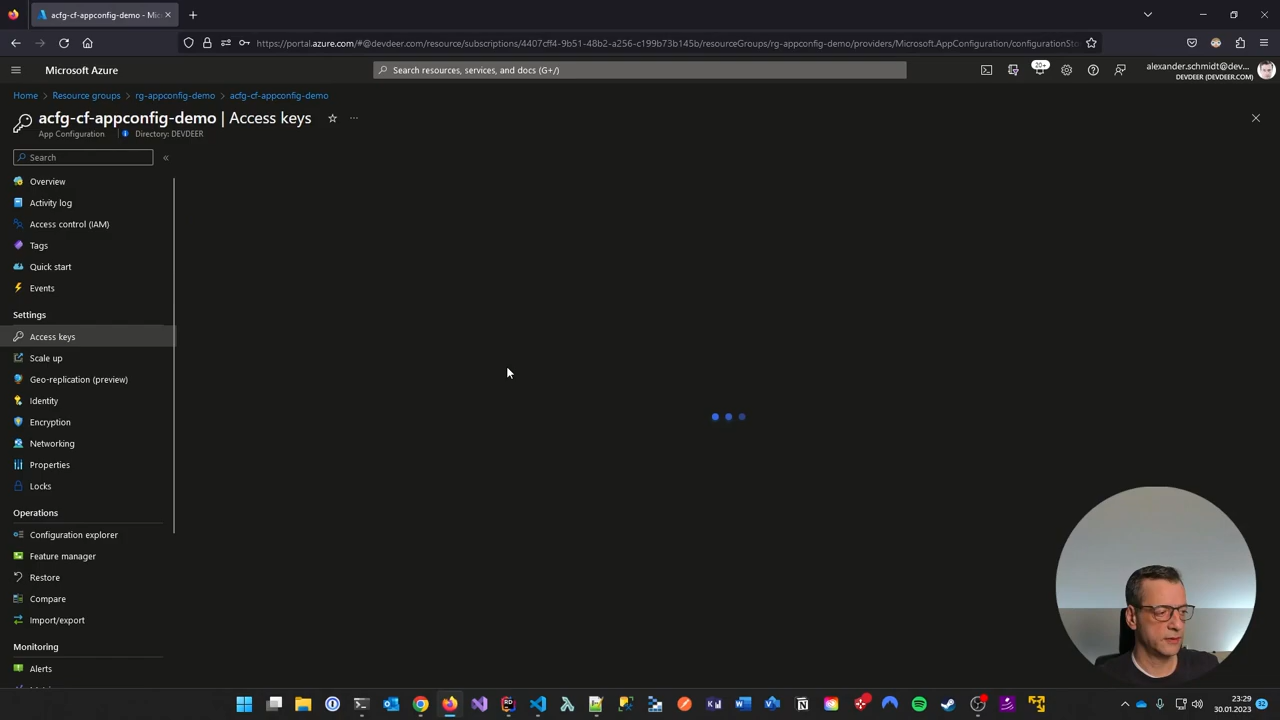 acfg-cf-appconfig-demo - Mic
https://portal.azure.com/#@devdeer.com/resource/subscriptions/4407cff4-9b51-48b2-a256-c199b73b145b/resourceGroups/rg-appconfig-demo/providers/Microsoft.AppConfiguration/configurationSto
Microsoft Azure
Search resources, services, and docs (G+/)
20+
alexander.schmidt@dev...
DEVDEER (DEVDEER.COM)
Home > Resource groups > rg-appconfig-demo > acfg-cf-appconfig-demo
acfg-cf-appconfig-demo | Access keys
App Configuration
Directory: DEVDEER
Search
Overview
Activity log
Access control (IAM)
Tags
Quick start
Events
Settings
Access keys
Scale up
Geo-replication (preview)
Identity
Encryption
Networking
Properties
Locks
Operations
Configuration explorer
Feature manager
Restore
Compare
Import/export
Monitoring
Alerts
23:29
30.01.2023